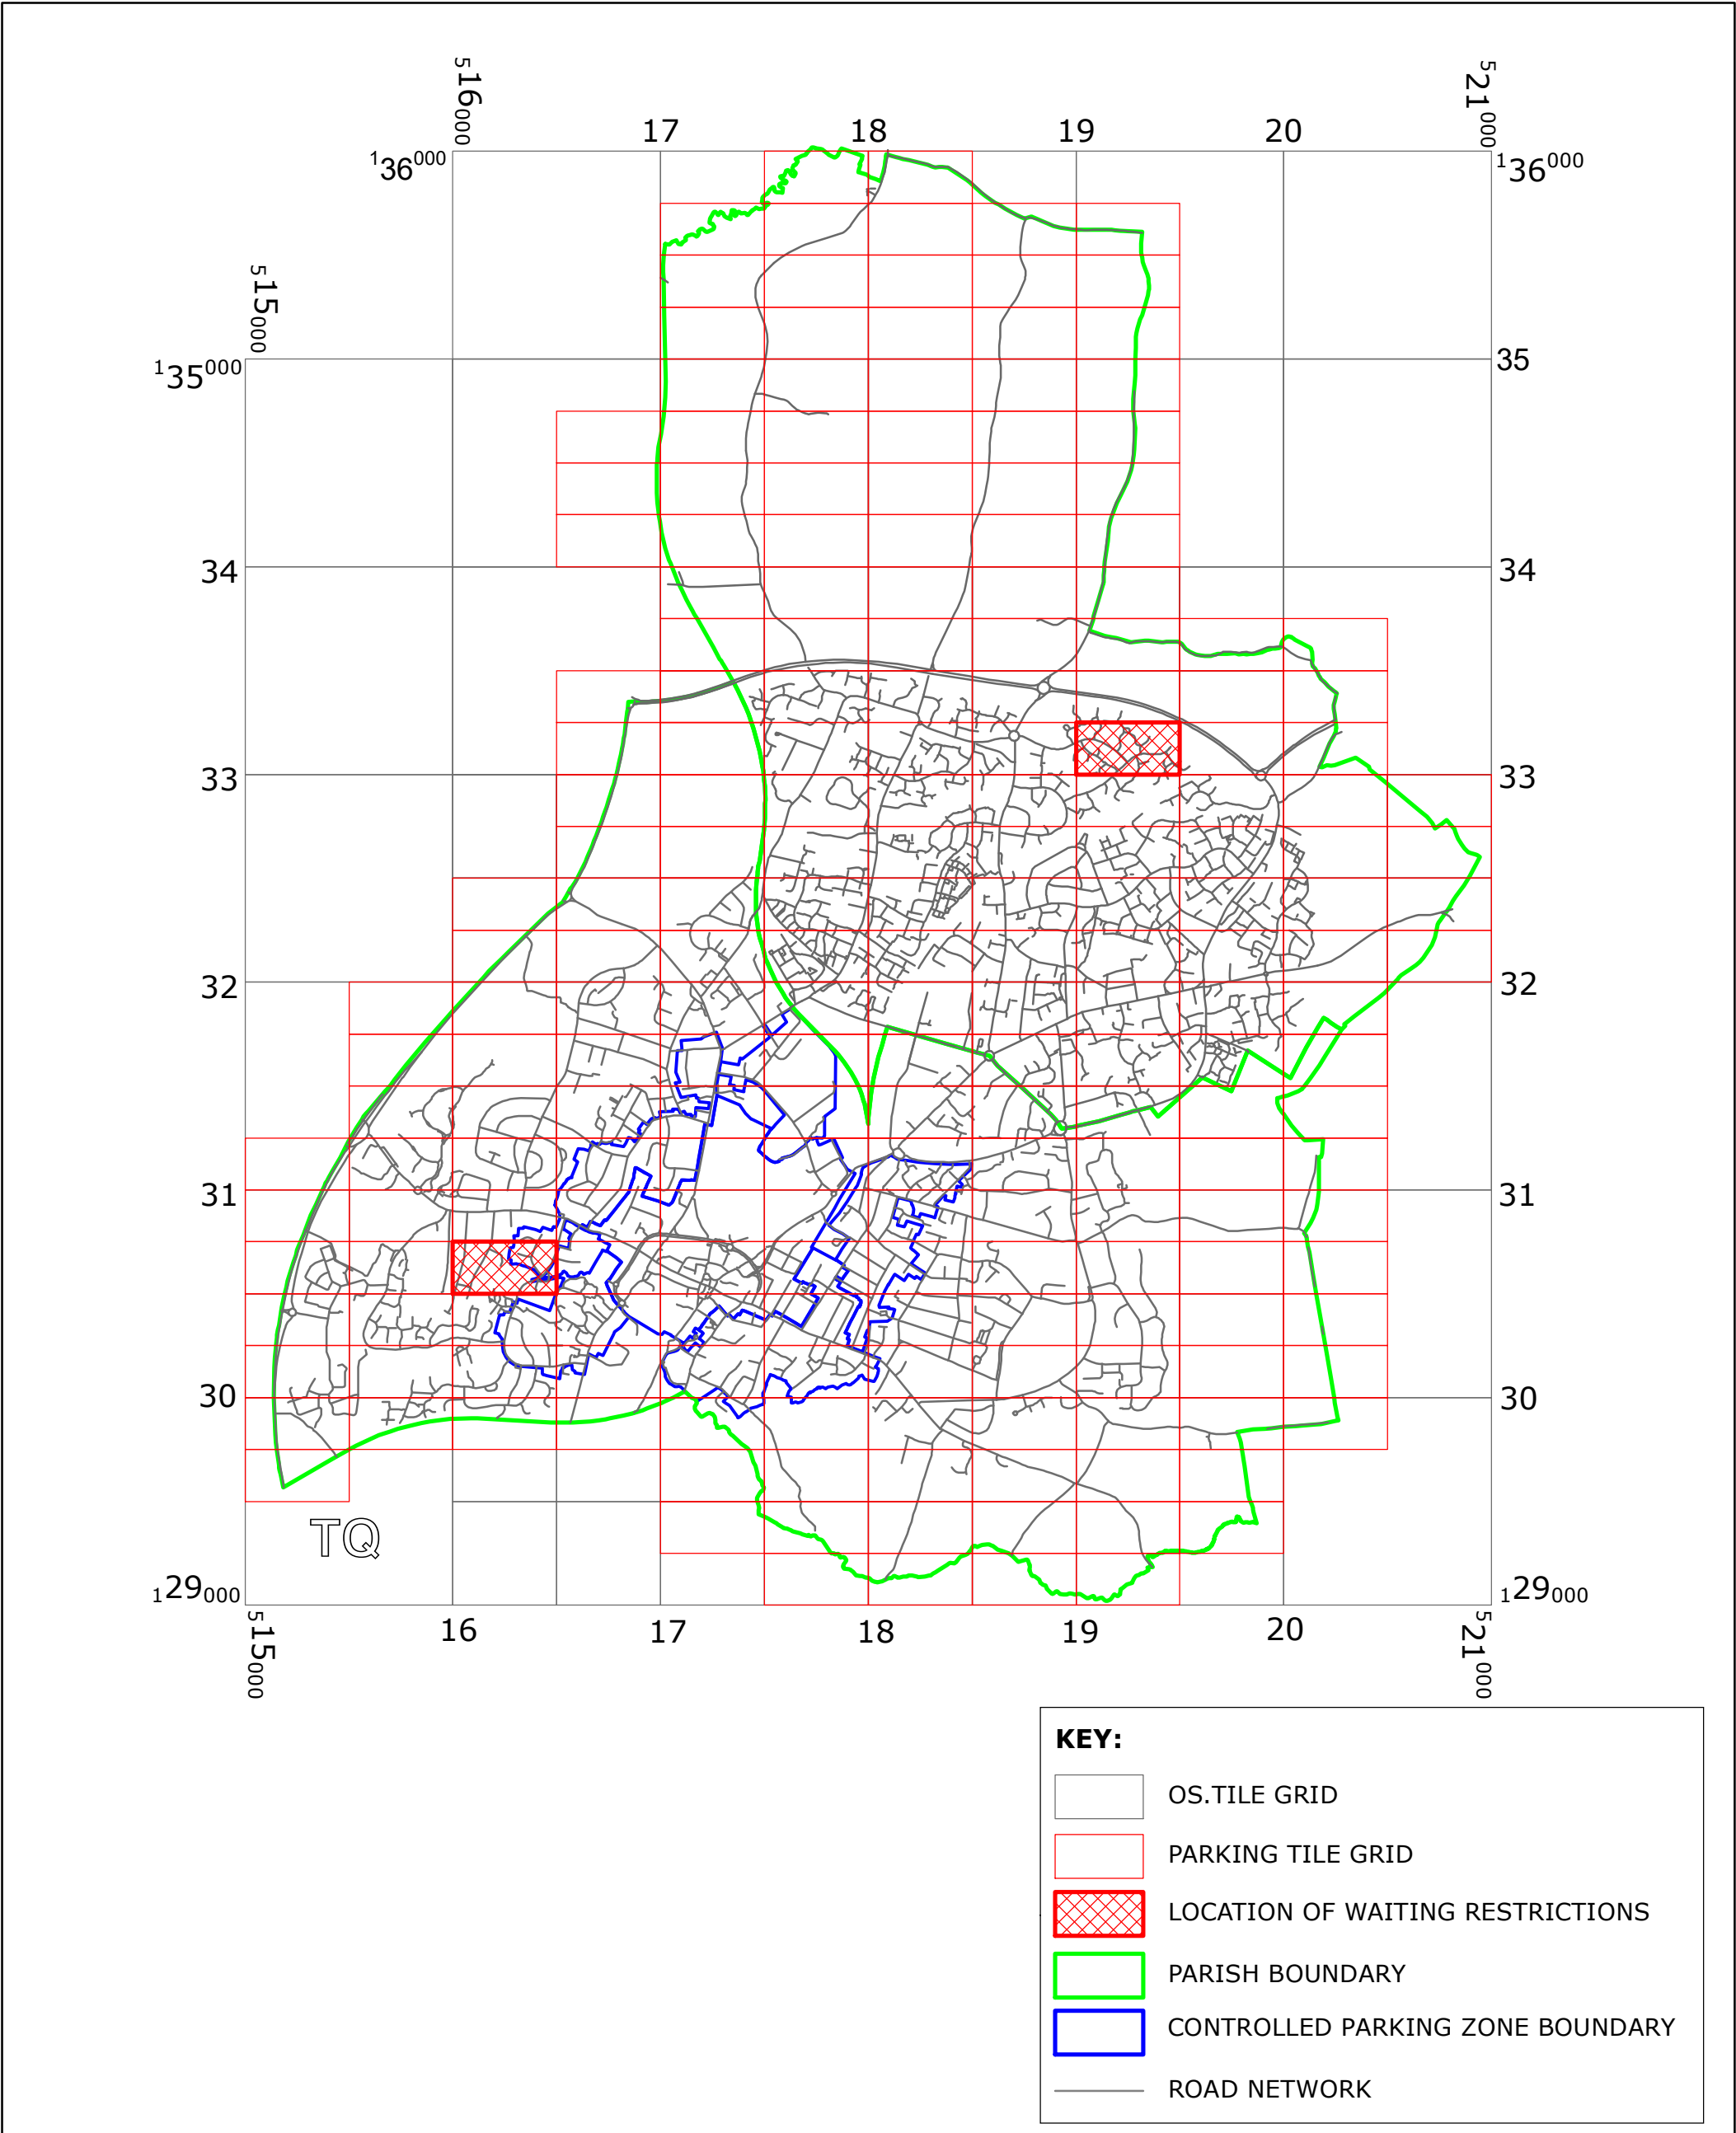 516000
521000
17 18 19 20
136000
136000
515000
135000
35
34
34
33
33
32
32
31
31
30
30
TQ
129000
129000
515000
16 17 18 19 20
521000
KEY:
OS.TILE GRID
PARKING TILE GRID
LOCATION OF WAITING RESTRICTIONS
PARISH BOUNDARY
CONTROLLED PARKING ZONE BOUNDARY
ROAD NETWORK